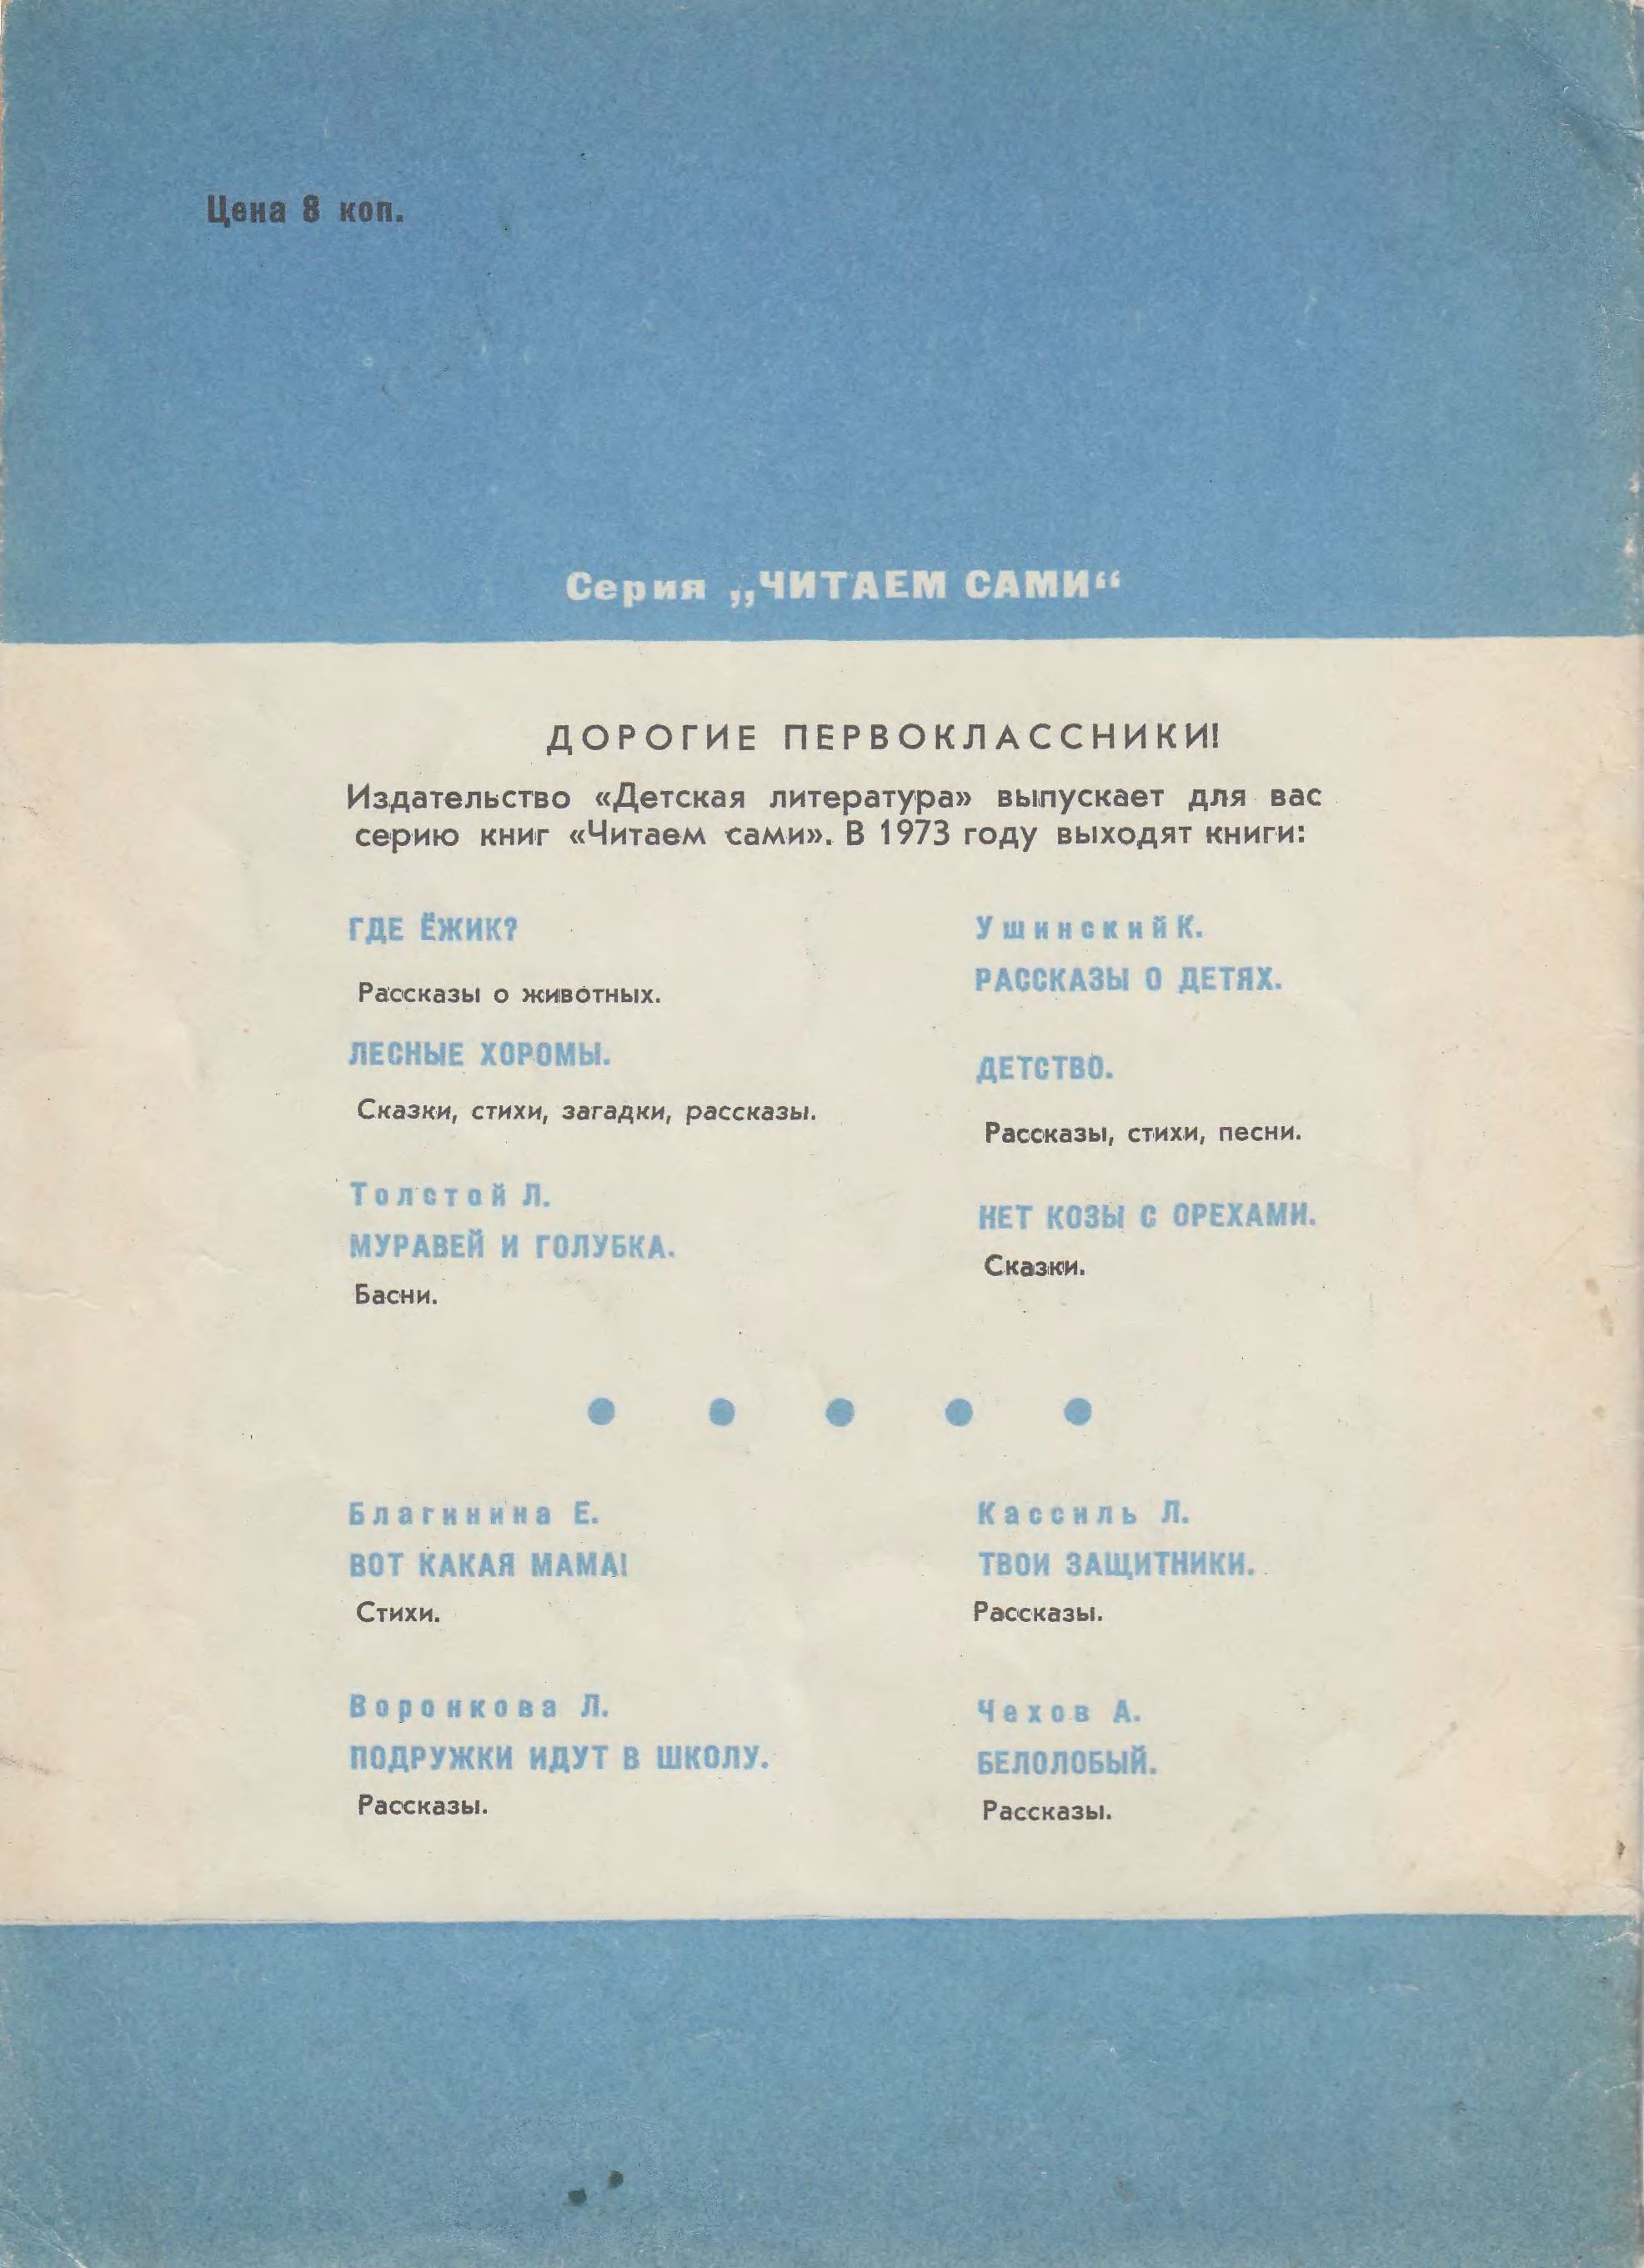 Цена 8 коп.
Серия „ЧИТАЕМ САМИ“
ДОРОГИЕ ПЕРВОКЛАССНИКИ!
Издательство «Детская литература» выпускает для вас
серию книг «Читаем сами». В 1973 году выходят книги:
ГДЕ ЁЖИК?
Рассказы о животных.
ЛЕСНЫЕ ХОРОМЫ.
Сказки, стихи, загадки, рассказы.
Толстой Л.
МУРАВЕЙ И ГОЛУБКА.
Басни.
Ушинский К.
РАССКАЗЫ О ДЕТЯХ.
ДЕТСТВО.
Рассказы, стихи, песни.
НЕТ КОЗЫ С ОРЕХАМИ.
Сказки.
Благинина Е.
ВОТ КАКАЯ МАМА!
Стихи.
Воронкова Л.
ПОДРУЖКИ ИДУТ В ШКОЛУ.
Рассказы.
Кассиль Л.
ТВОИ ЗАЩИТНИКИ.
Рассказы.
Чехов А.
БЕЛОЛОБЫЙ.
Рассказы.